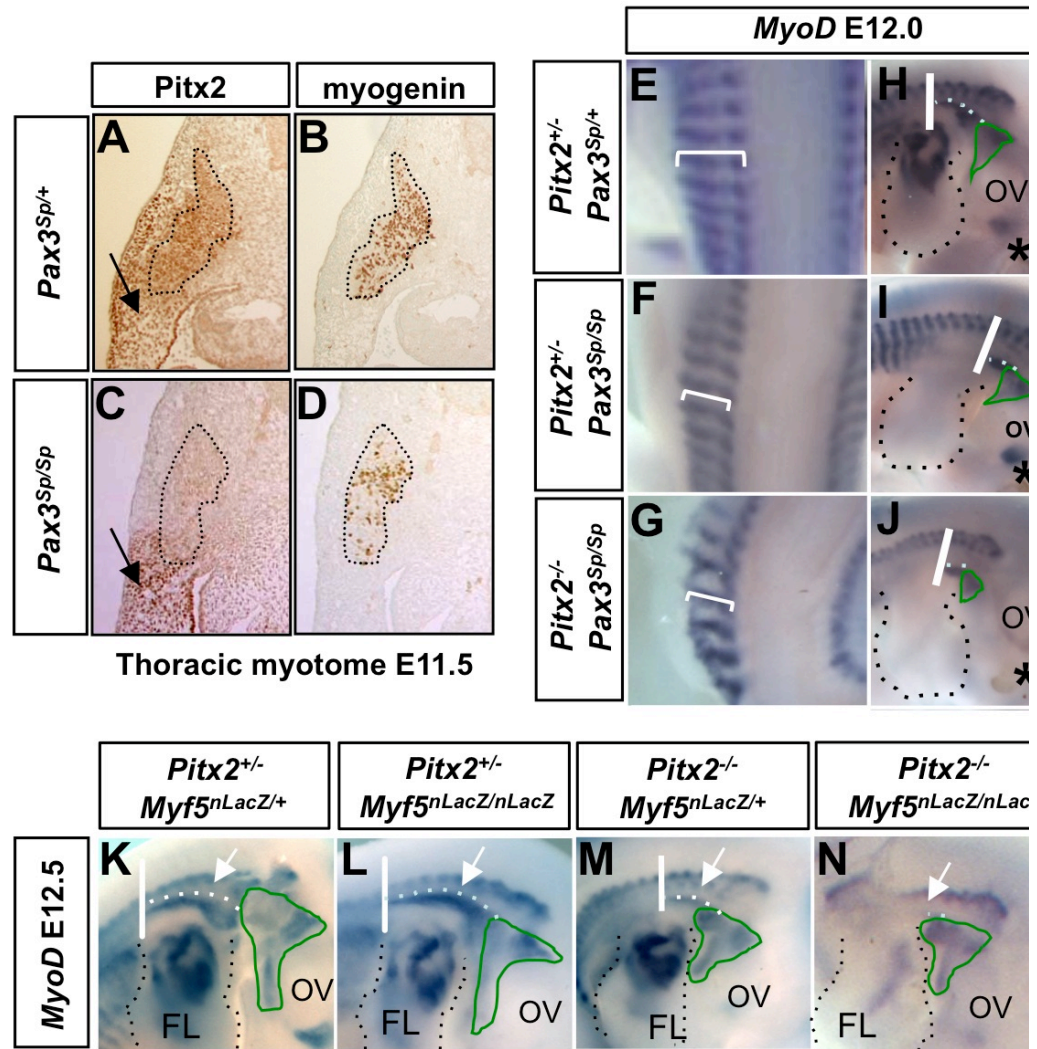 MyoD E12.0
Pitx2
myogenin
Pax3Sp/+
A
B
Pax3Sp/Sp
C
D
Thoracic myotome E11.5
Pitx2+/-
Pax3Sp/+
E
H
OV
*
Pitx2+/-
Pax3Sp/Sp
F
I
ov
*
Pitx2-/-
Pax3Sp/Sp
G
J
OV
*
Pitx2+/-
Myf5nLacZ/+
Pitx2+/-
Myf5nLacZ/nLacZ
Pitx2-/-
Myf5nLacZ/+
Pitx2-/-
Myf5nLacZ/nLac
MyoD E12.5
K
FL
OV
L
FL
OV
M
FL
OV
N
FL
OV